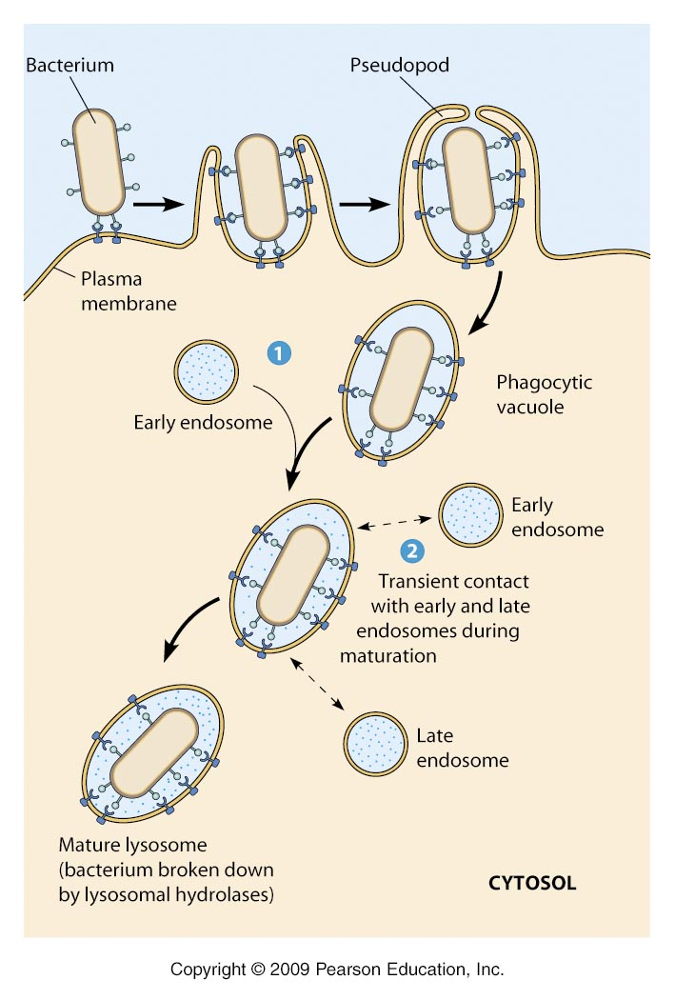 Bacterium
Pseudopod
Plasma
membrane
1
Early endosome
Phagocytic
vacuole
Early
endosome
2
Transient contact
with early and late
endosomes during
maturation
Late
endosome
Mature lysosome
(bacterium broken down
by lysosomal hydrolases)
CYTOSOL
Copyright © 2009 Pearson Education, Inc.